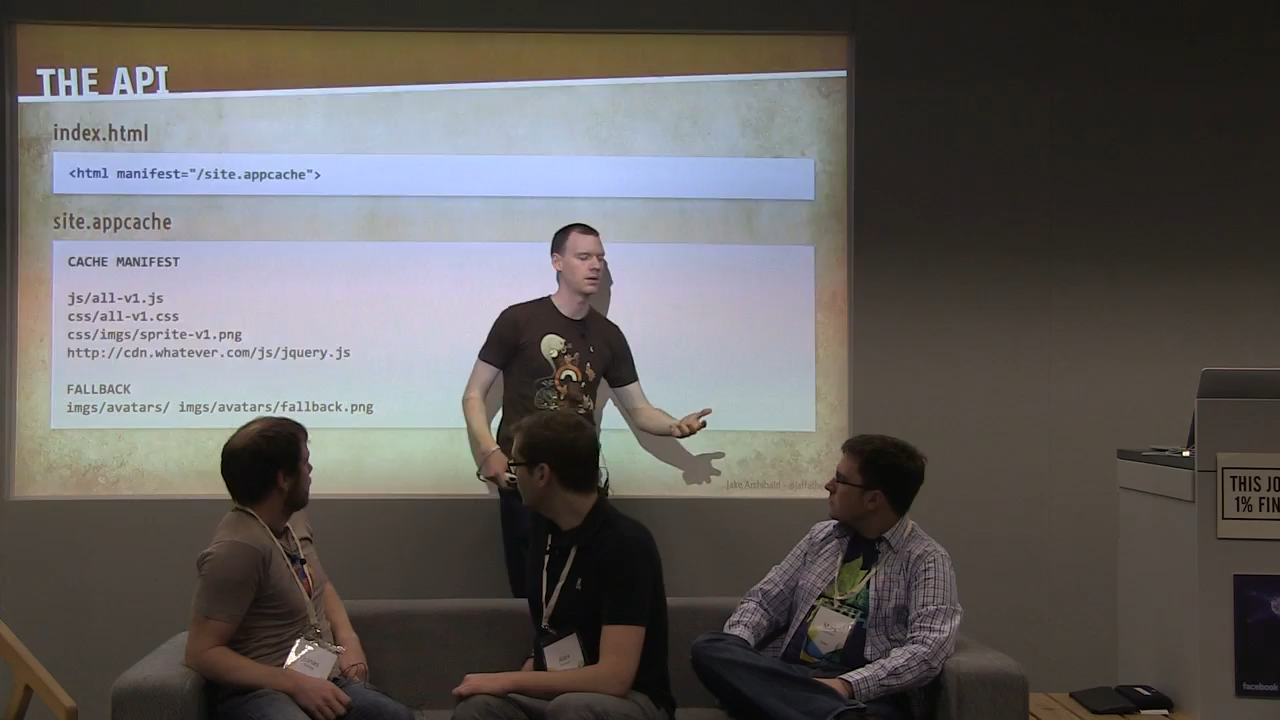 THE API
index.html
<html manifest="/site.appcache">
site.appcache
CACHE MANIFEST
js/all-v1.js
css/all-v1.css
css/imgs/sprite-v1.png
http://cdn.whatever.com/js/jquery.js
FALLBACK
imgs/avatars/ imgs/avatars/fallback.png
Jake Archibald -
THIS JO
1% FIN
facebook